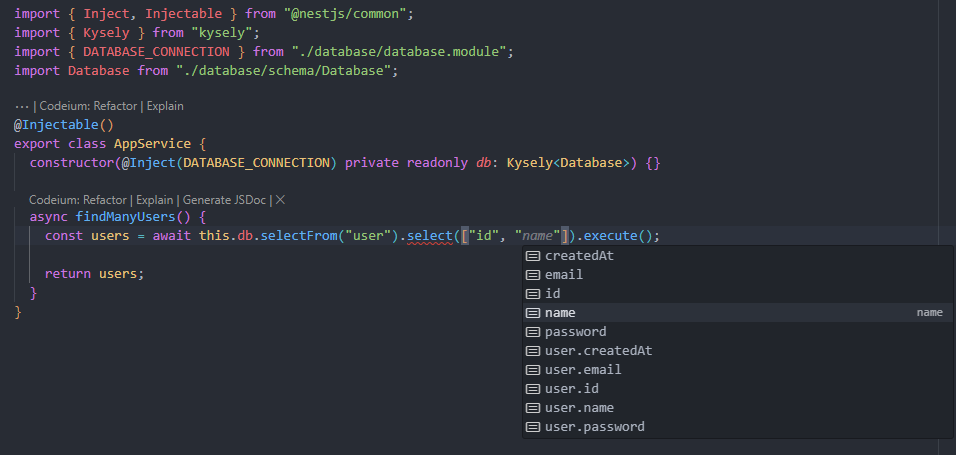 import { Inject, Injectable } from "@nestjs/common";
import { Kysely } from "kysely";
import { DATABASE_CONNECTION } from "./database/database.module";
import Database from "./database/schema/Database";
... | Codeium: Refactor | Explain
@Injectable()
export class AppService {
constructor(@Inject(DATABASE_CONNECTION) private readonly db: Kysely<Database>) {}
Codeium: Refactor | Explain | Generate JSDoc | ×
async findManyUsers() {
const users = await this.db.selectFrom("user").select(["id", "name"]).execute();
createdAt
email
id
name name
password
user.createdAt
user.email
user.id
user.name
user.password
return users;
}
}